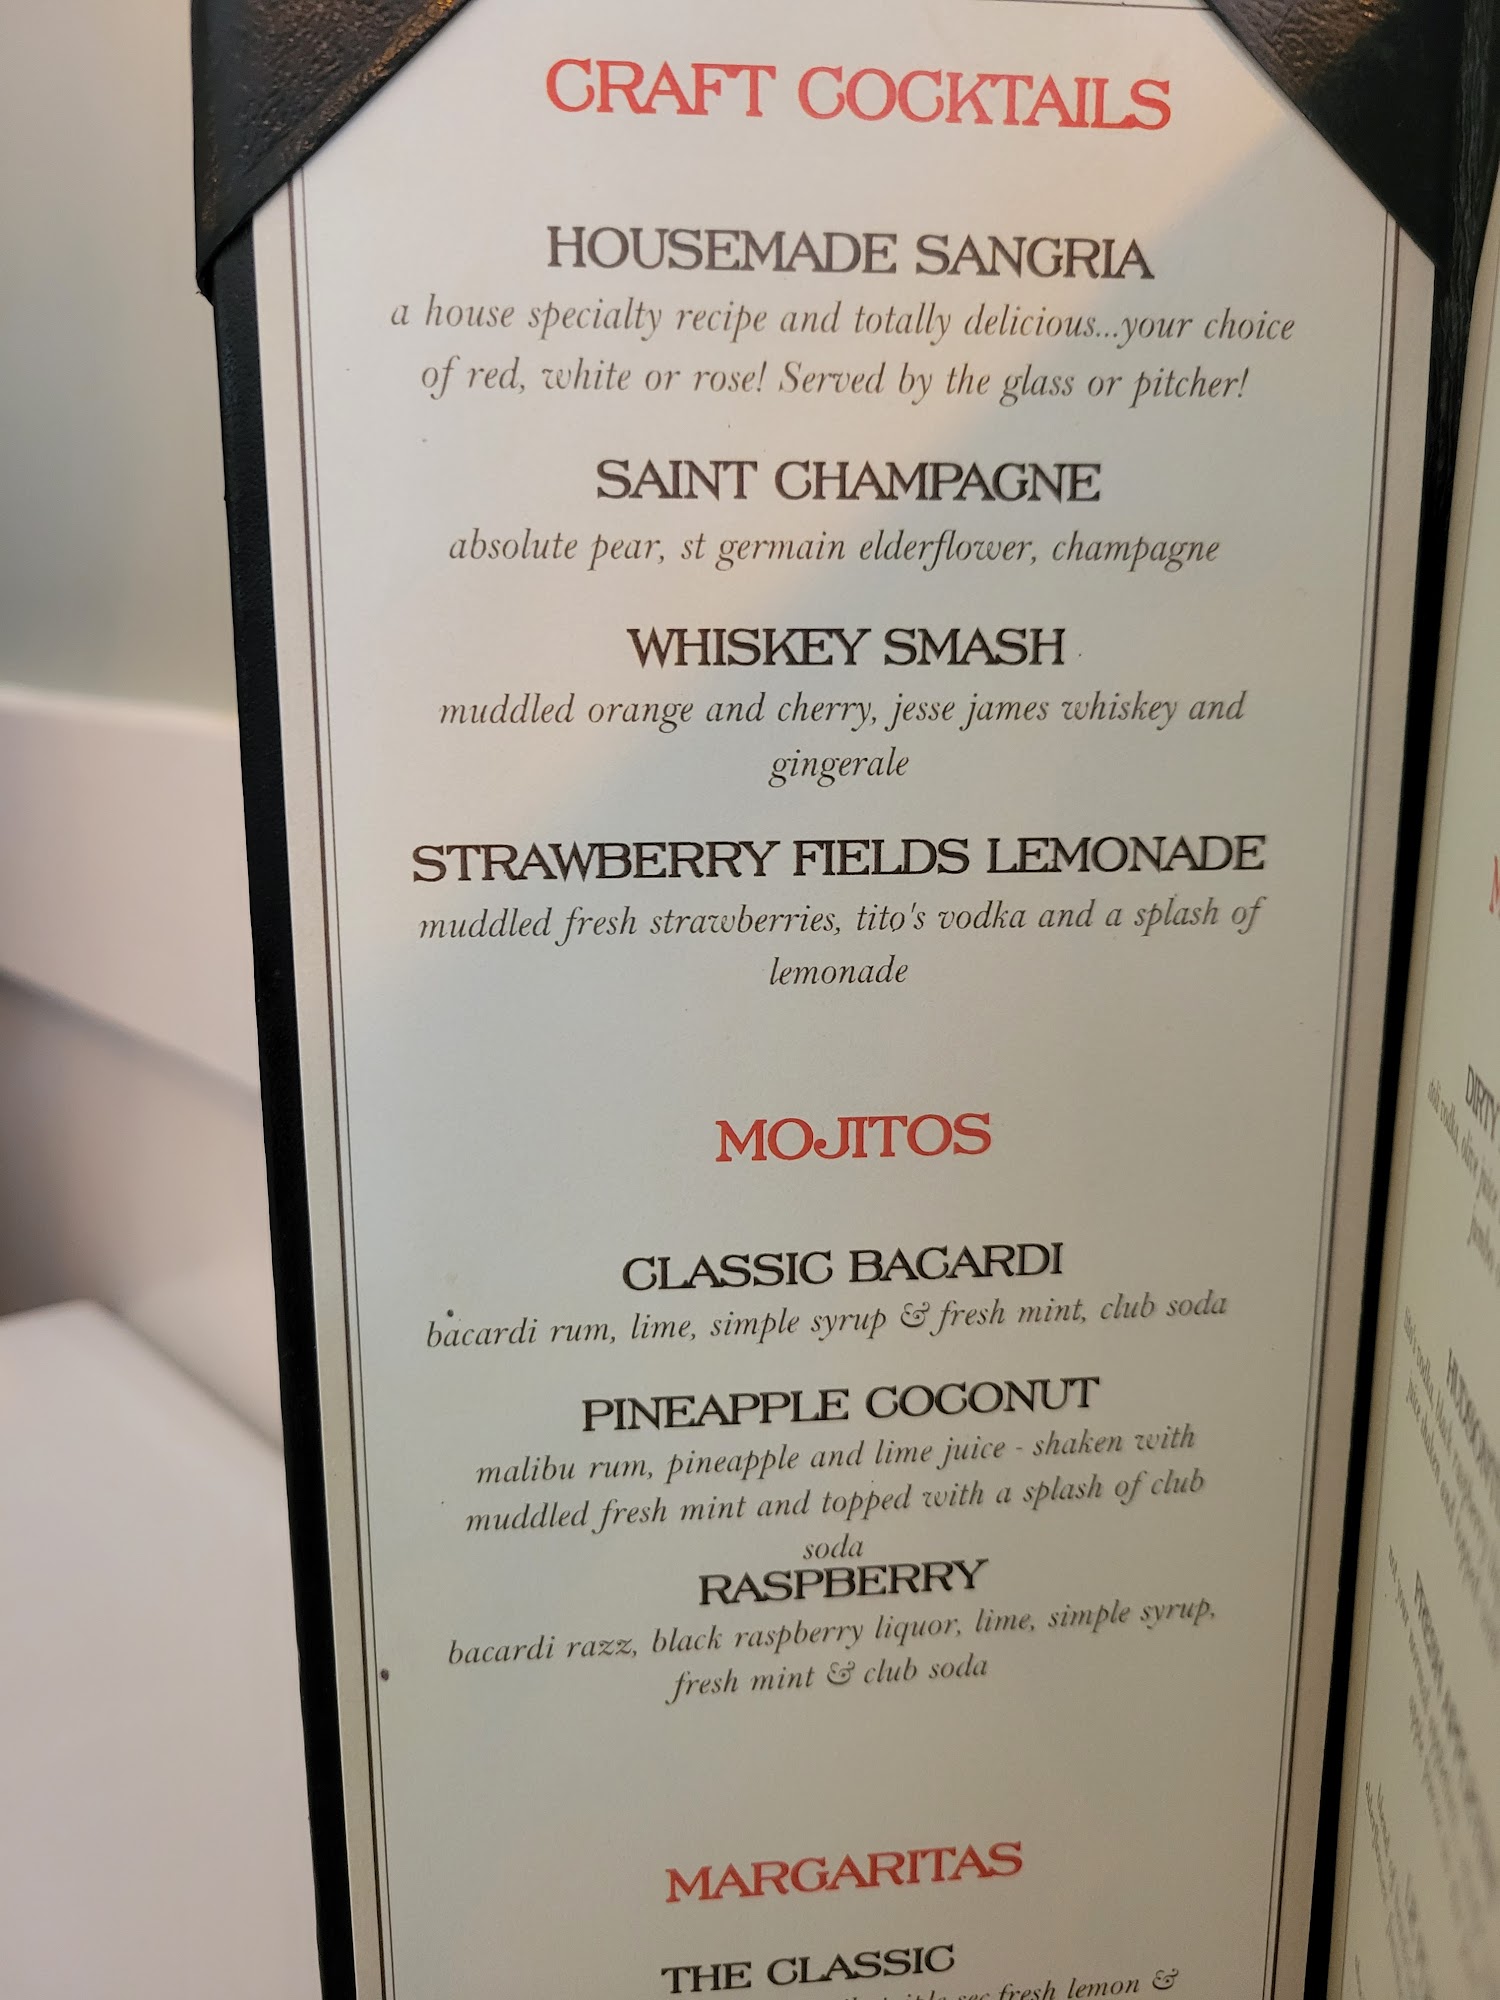 CRAFT COCKTAILS
HOUSEMADE SANGRIA
a house specialty recipe and totally delicious...your choice
of red, white or rose! Served by the glass or pitcher!
SAINT CHAMPAGNE
absolute pear, st germain elderflower, champagne
WHISKEY SMASH
muddled orange and cherry, jesse james whiskey and
gingerale
STRAWBERRY FIELDS LEMONADE
muddled fresh strawberries, tito's vodka and a splash of
lemonade
MOJITOS
CLASSIC BACARDI
bacardi rum, lime, simple syrup & fresh mint, club soda
PINEAPPLE COCONUT
malibu rum, pineapple and lime juice - shaken with
muddled fresh mint and topped with a splash of club
soda
RASPBERRY
bacardi razz, black raspberry liquor, lime, simple syrup,
fresh mint & club soda
MARGARITAS
THE CLASSIC
sec fresh lemon &
DIRTY